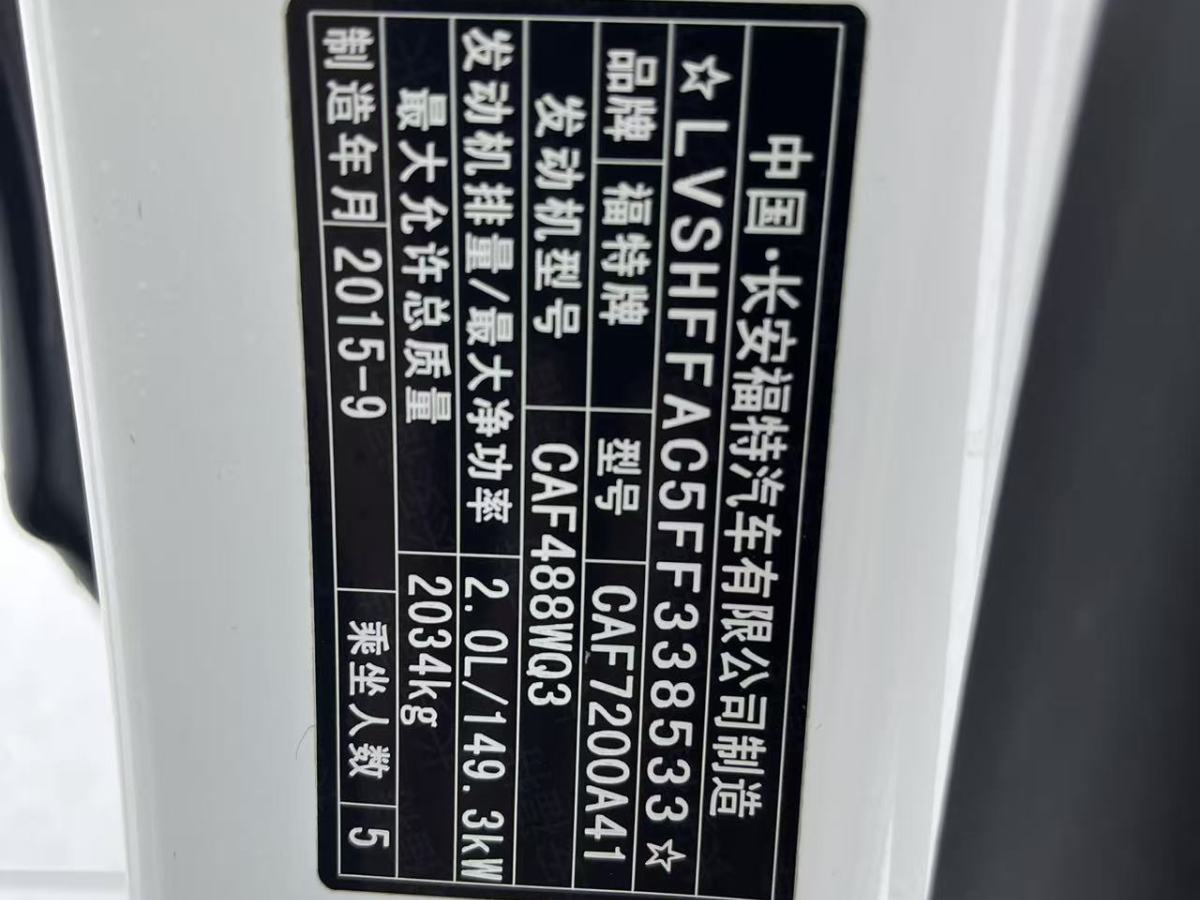 中国·长安福特汽车有限公司制造
☆LVSHFFAC5FF338533☆
品牌 福特牌 型号 CAF7200A41
发动机型号 CAF488WQ3
发动机排量/最大净功率 2.0L/149.3kW
最大允许总质量 2034kg
制造年月 2015-9 乘坐人数 5